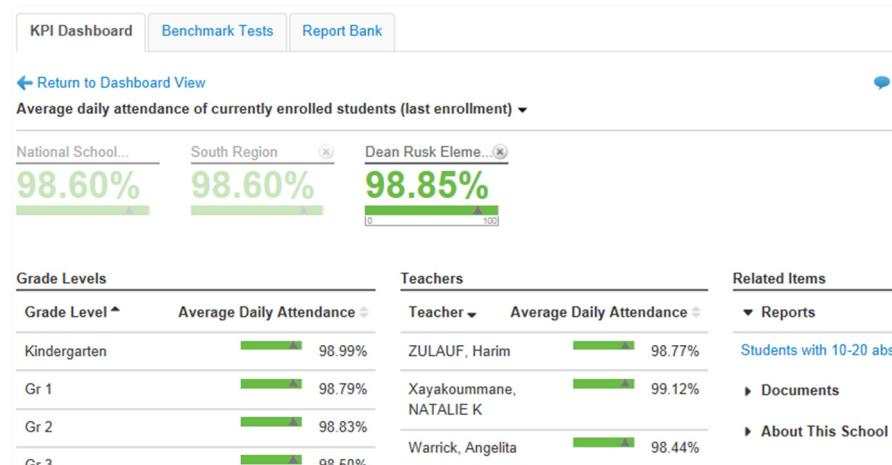 KPI Dashboard Benchmark Tests Report Bank
Return to Dashboard View
Average daily attendance of currently enrolled students (last enrollment)
National School... South Region Dean Rusk Eleme...
98.60% 98.60% 98.85%
0 100
Grade Levels Teachers Related Items
Grade Level Average Daily Attendance Teacher Average Daily Attendance Reports
Kindergarten 98.99% ZULAUF, Harim 98.77% Students with 10-20 abs
Gr 1 98.79% Xayakoummane, 99.12% Documents
NATALIE K
Gr 2 98.83% About This School
Warrick, Angelita 98.44%
Gr 3 98.50%